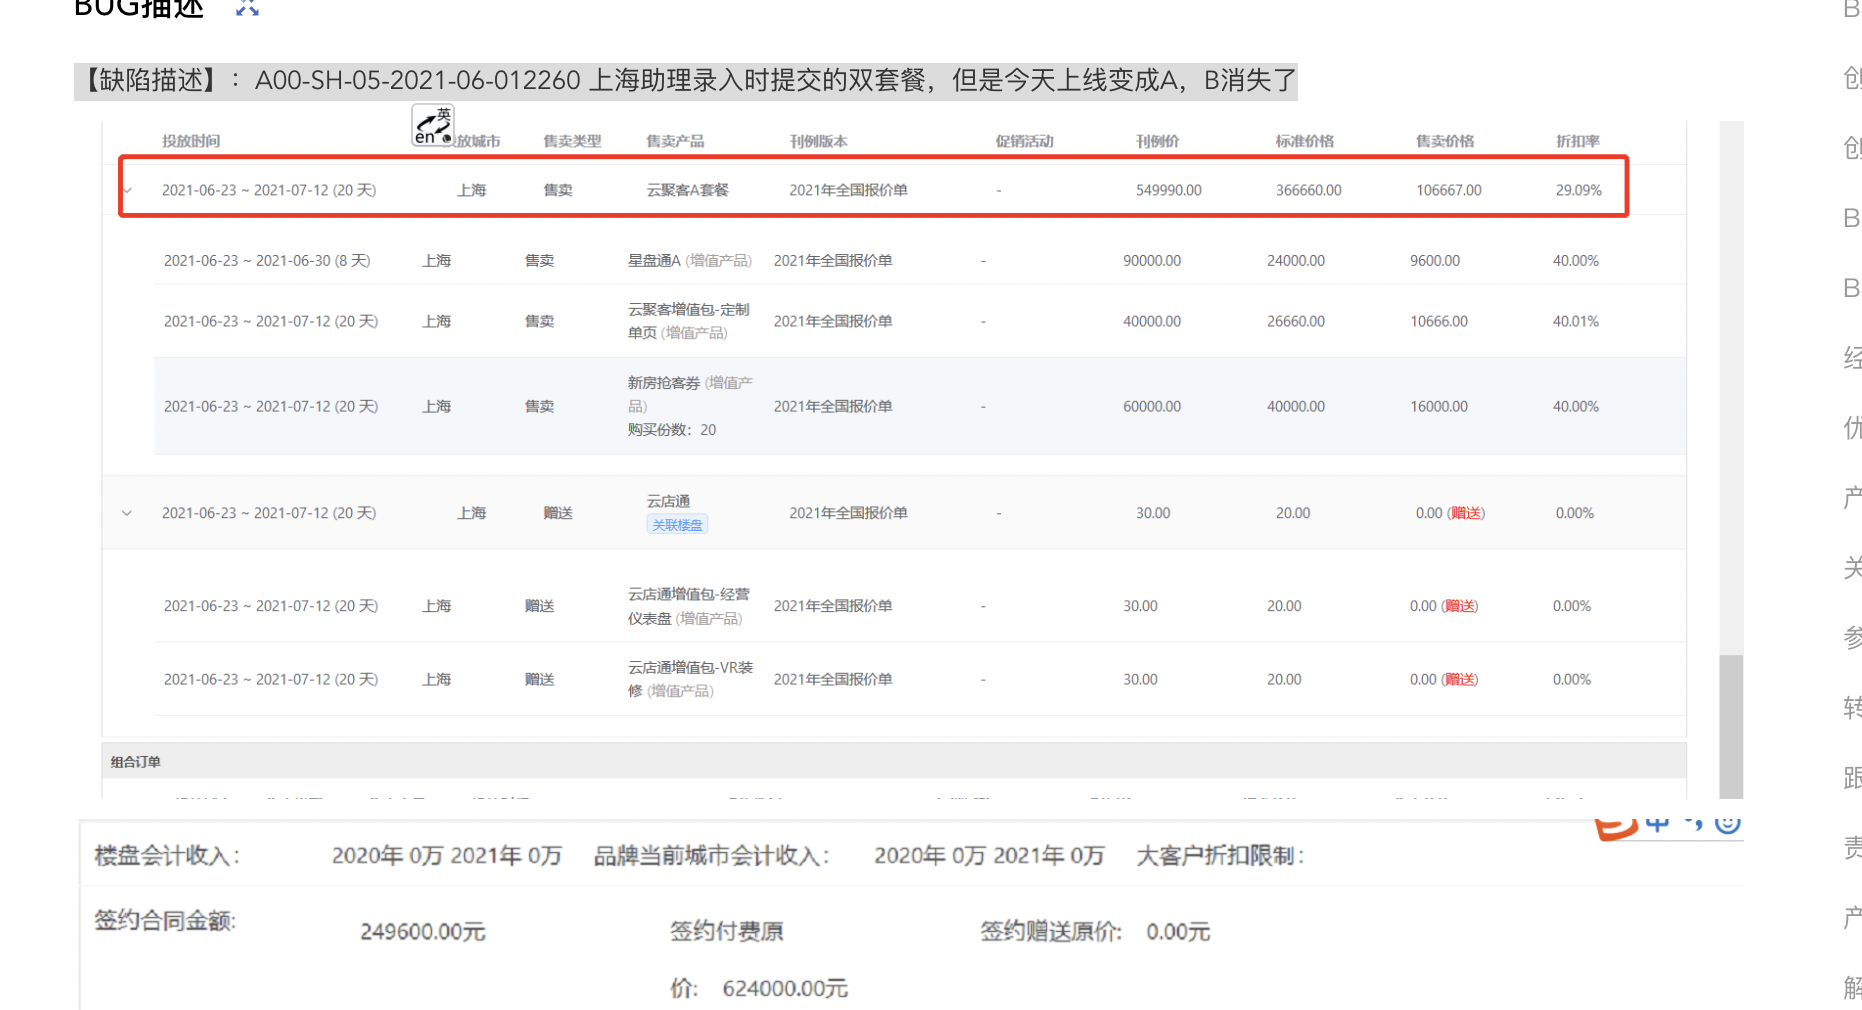 BUG描述
【缺陷描述】： A00-SH-05-2021-06-012260 上海助理录入时提交的双套餐，但是今天上线变成A，B消失了
英
en
投放时间 放城市 售卖类型 售卖产品 刊例版本 促销活动 刊例价 标准价格 售卖价格 折扣率
2021-06-23 ~ 2021-07-12 (20 天) 上海 售卖 云聚客A套餐 2021年全国报价单 - 549990.00 366660.00 106667.00 29.09%
2021-06-23 ~ 2021-06-30 (8 天) 上海 售卖 星盘通A (增值产品) 2021年全国报价单 - 90000.00 24000.00 9600.00 40.00%
2021-06-23 ~ 2021-07-12 (20 天) 上海 售卖 云聚客增值包-定制
单页 (增值产品) 2021年全国报价单 - 40000.00 26660.00 10666.00 40.01%
2021-06-23 ~ 2021-07-12 (20 天) 上海 售卖 新房抢客券 (增值产
品)
购买份数：20 2021年全国报价单 - 60000.00 40000.00 16000.00 40.00%
2021-06-23 ~ 2021-07-12 (20 天) 上海 赠送 云店通
关联楼盘 2021年全国报价单 - 30.00 20.00 0.00 (赠送) 0.00%
2021-06-23 ~ 2021-07-12 (20 天) 上海 赠送 云店通增值包-经营
仪表盘 (增值产品) 2021年全国报价单 - 30.00 20.00 0.00 (赠送) 0.00%
2021-06-23 ~ 2021-07-12 (20 天) 上海 赠送 云店通增值包-VR装
修 (增值产品) 2021年全国报价单 - 30.00 20.00 0.00 (赠送) 0.00%
组合订单
中
楼盘会计收入： 2020年 0万 2021年 0万 品牌当前城市会计收入： 2020年 0万 2021年 0万 大客户折扣限制：
签约合同金额: 249600.00元 签约付费原
价: 624000.00元 签约赠送原价: 0.00元
B
创
创
B
B
经
优
产
关
参
转
跟
责
产
解